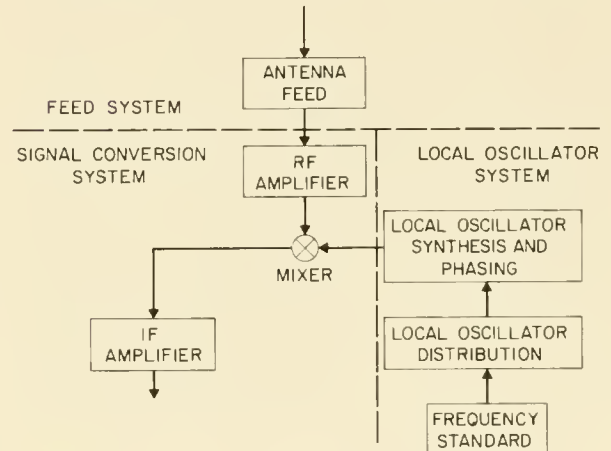 ANTENNA
FEED
FEED SYSTEM
SIGNAL CONVERSION
SYSTEM
RF
AMPLIFIER
LOCAL OSCILLATOR
SYSTEM
LOCAL OSCILLATOR
SYNTHESIS AND
PHASING
MIXER
IF
AMPLIFIER
LOCAL OSCILLATOR
DISTRIBUTION
FREQUENCY
STANDARD